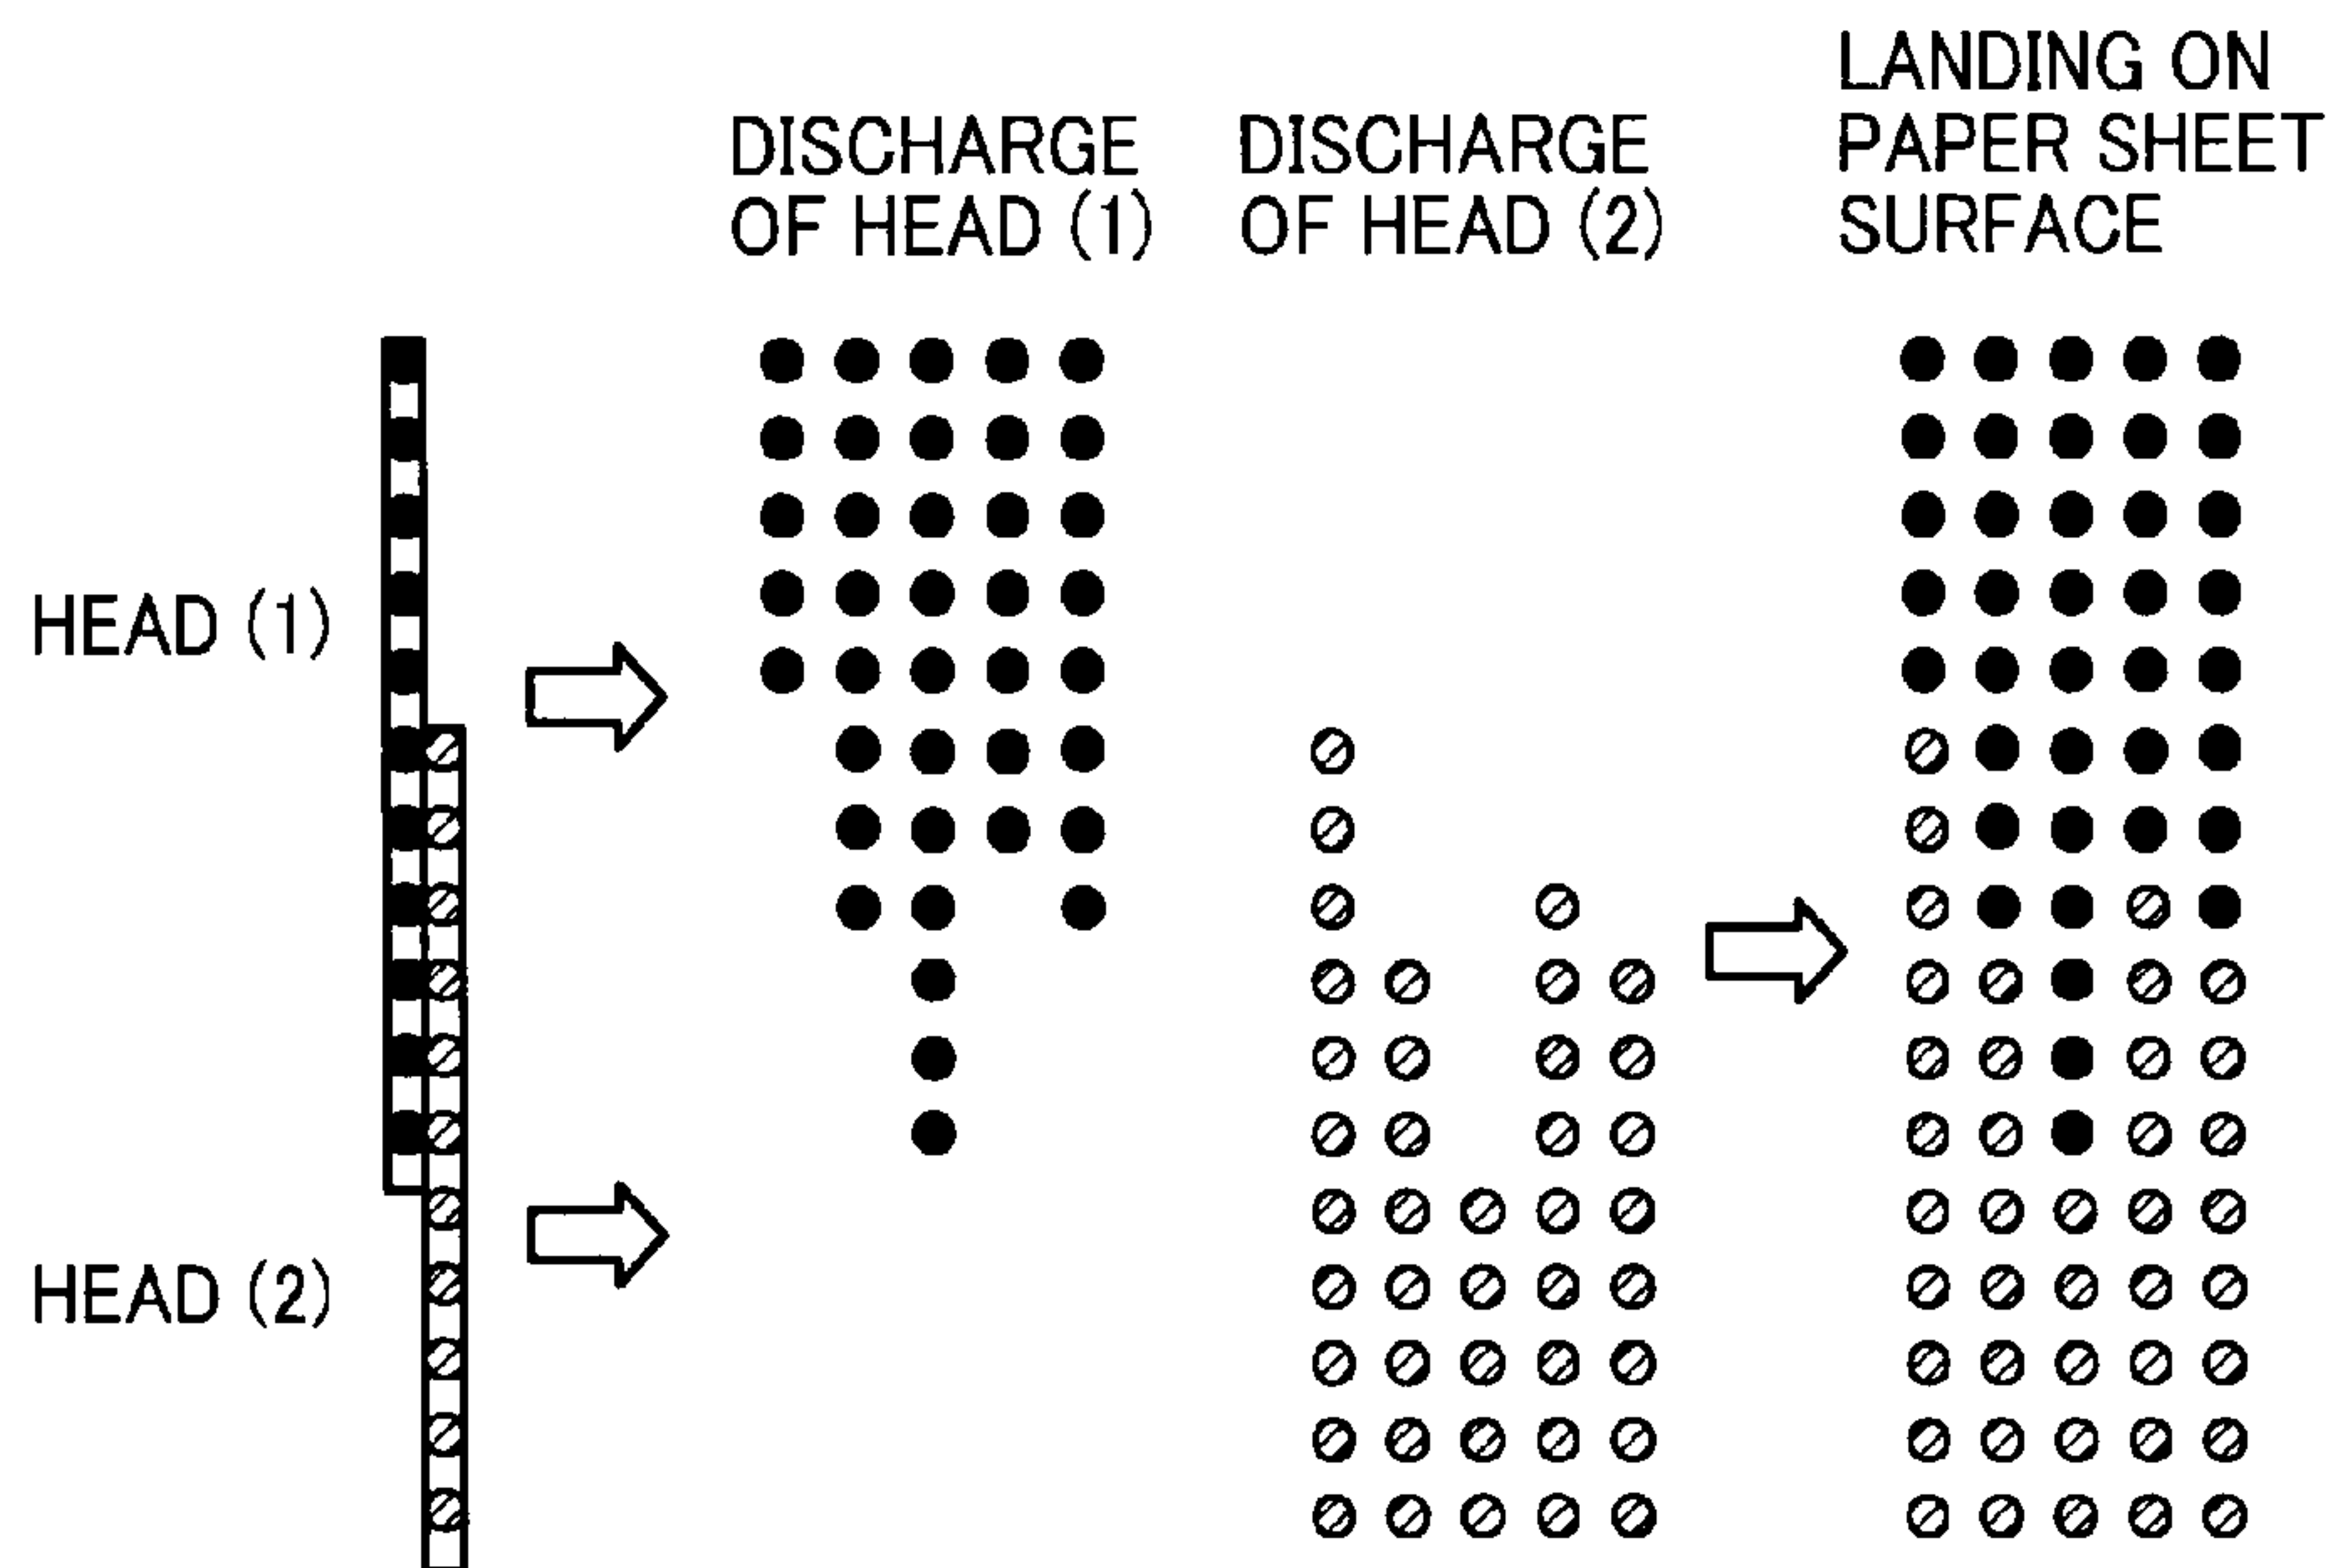 DISCHARGE
OF HEAD (1)
DISCHARGE
OF HEAD (2)
LANDING ON
PAPER SHEET
SURFACE
HEAD (1)
HEAD (2)